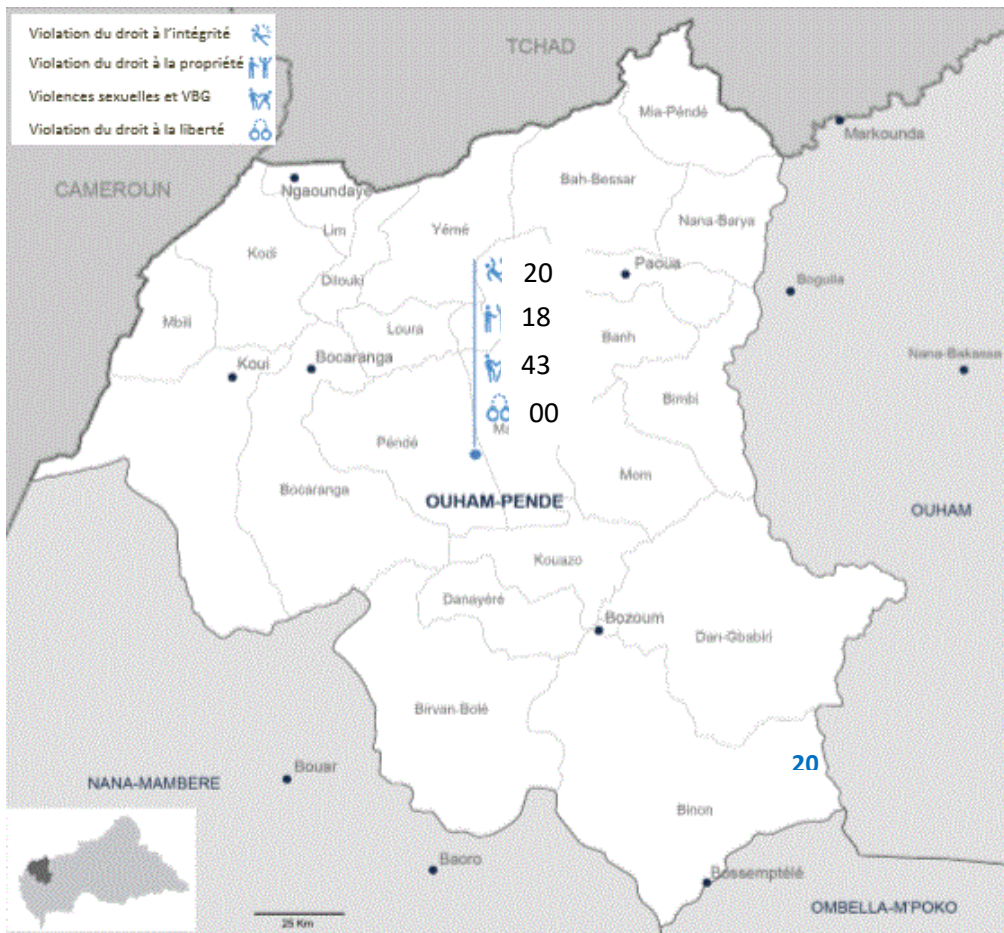 Violation du droit à l'intégrité
Violation du droit à la propriété
Violences sexuelles et VBG
Violation du droit à la liberté
TCHAD
CAMEROUN
Mia-Péndé
Markounda
Ngaoundaye
Bah-Bessar
Nana-Barya
Lim
Yémé
Kodi
Dilouki
20
Paoua
Boguila
Mbili
Loura
18
Banh
Koui
Bocaranga
43
Nana-Bakassa
Bimbi
00
Ma
Péndé
Bocaranga
Mom
OUHAM-PENDE
OUHAM
Kouazo
Danayéré
Bozoum
Dan-Gbabiri
Birvan-Bolé
20
Bouar
NANA-MAMBERE
Binon
Baoro
Bossemptélé
OMBELLA-M'POKO
25 Km